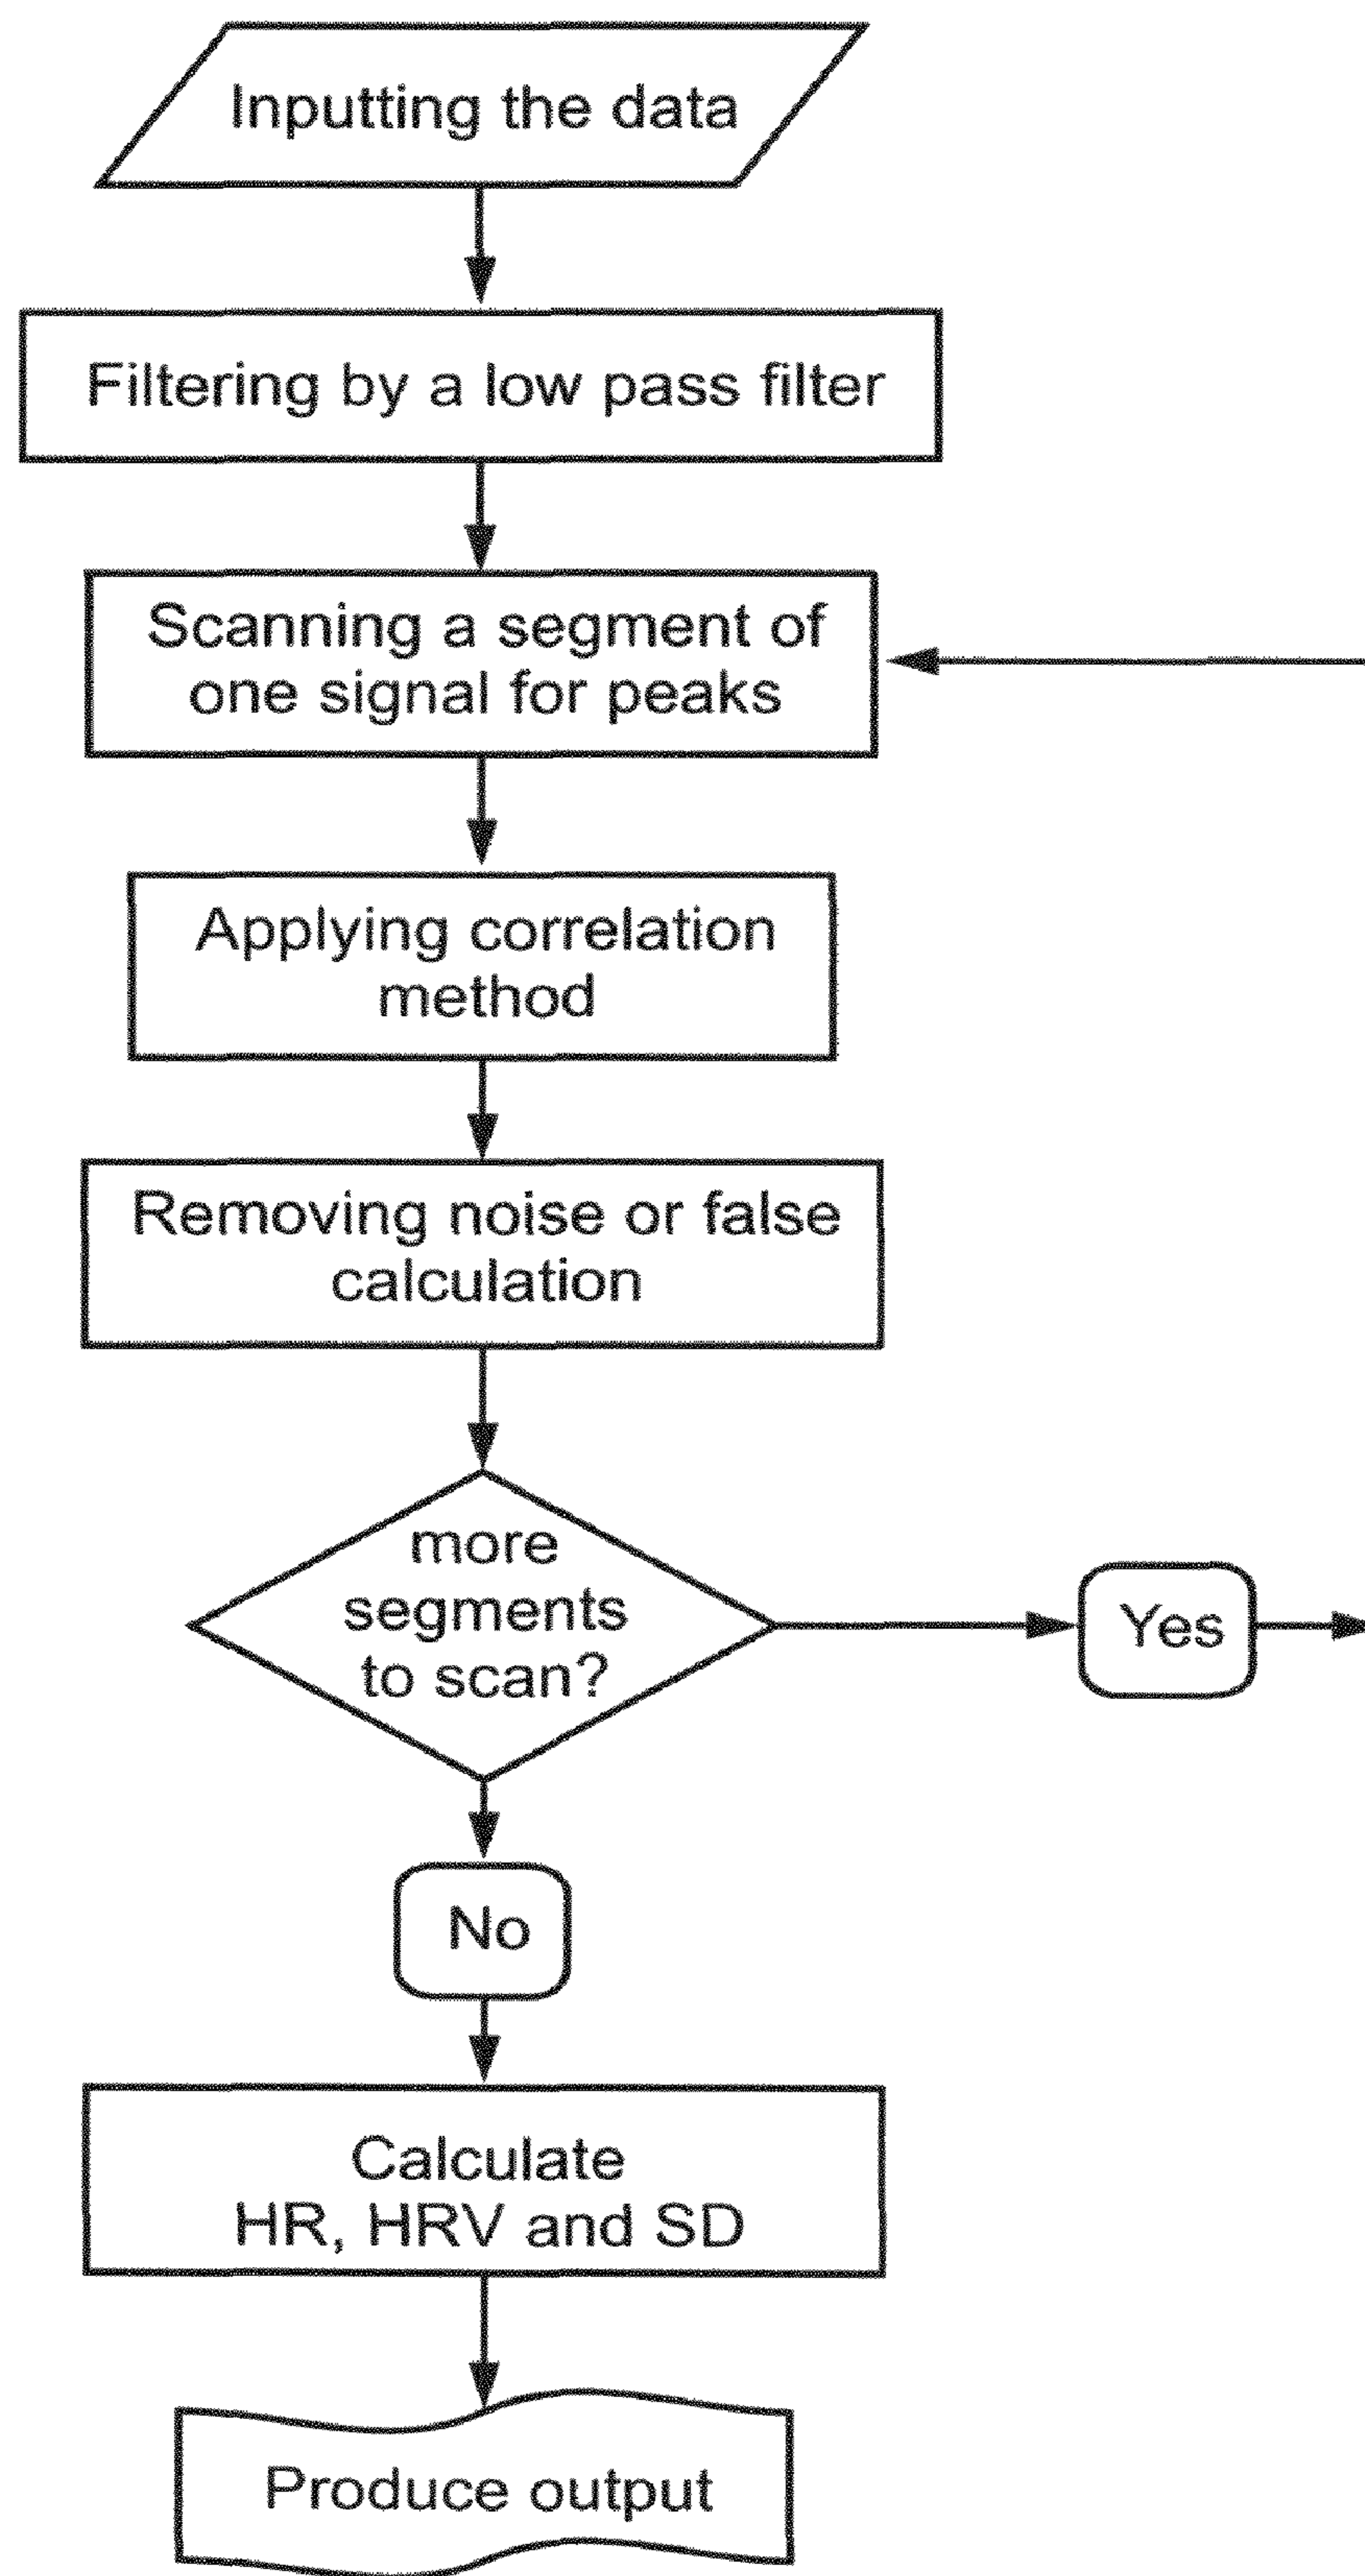 Inputting the data
Filtering by a low pass filter
Scanning a segment of
one signal for peaks
Applying correlation
method
Removing noise or false
calculation
more
segments
to scan?
Yes
No
Calculate
HR, HRV and SD
Produce output